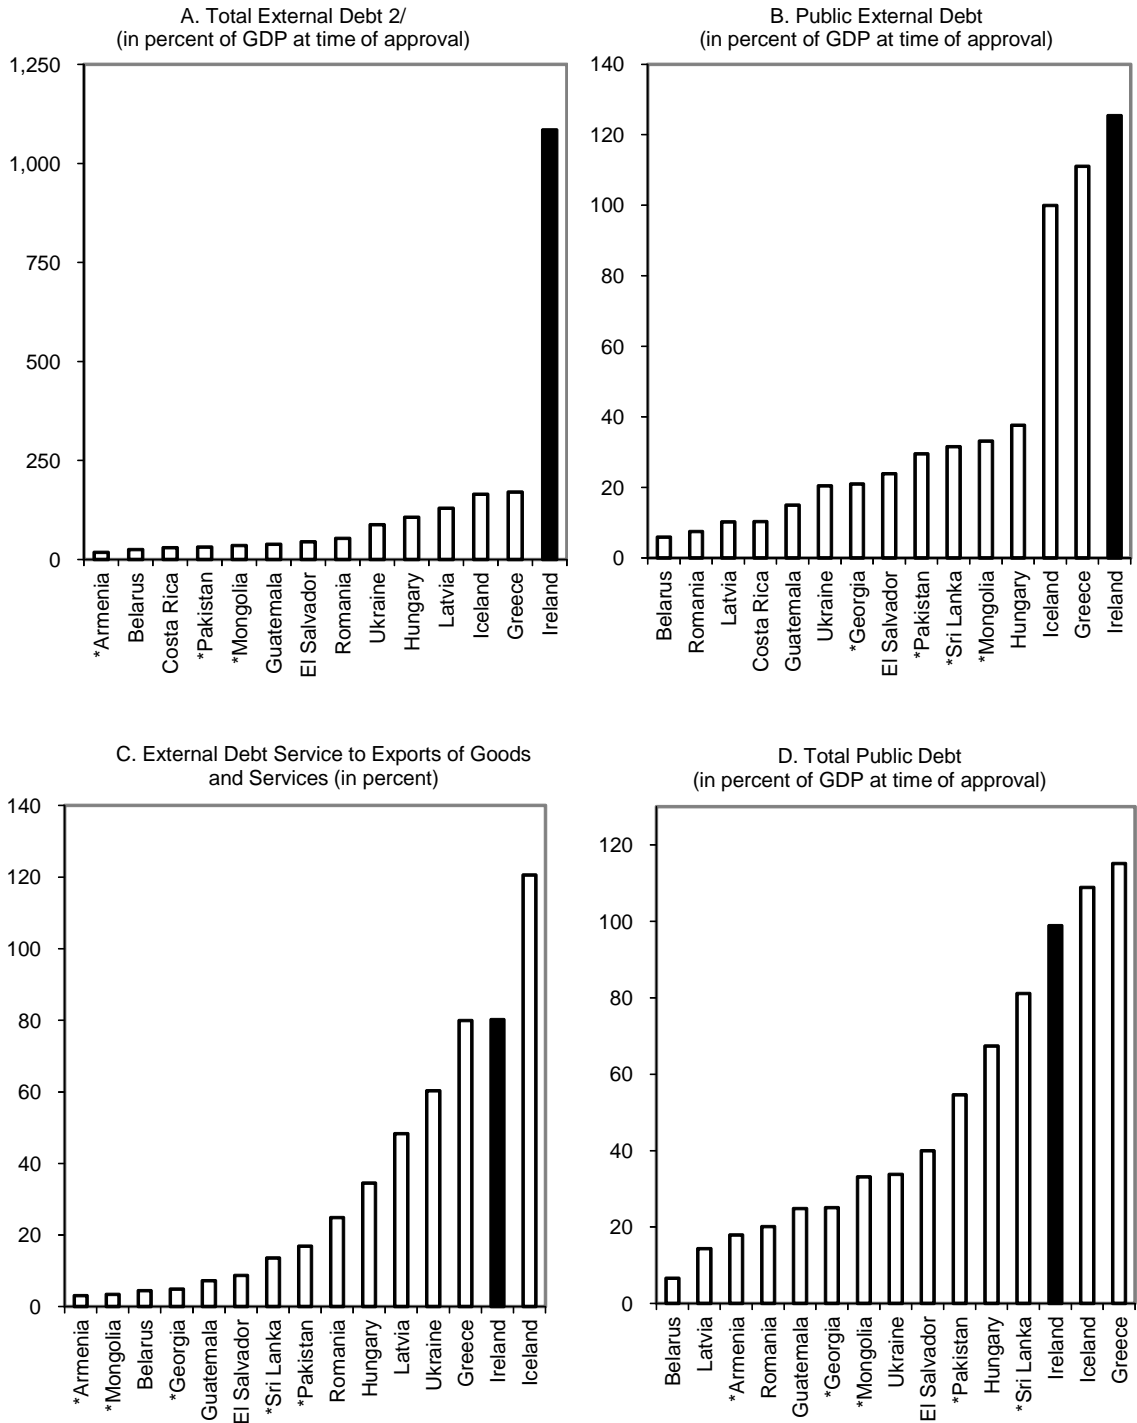 A. Total External Debt 2/
(in percent of GDP at time of approval)
1,250
1,000
750
500
250
0
*Armenia
Belarus
Costa Rica
*Pakistan
*Mongolia
Guatemala
El Salvador
Romania
Ukraine
Hungary
Latvia
Iceland
Greece
Ireland
B. Public External Debt
(in percent of GDP at time of approval)
140
120
100
80
60
40
20
0
Belarus
Romania
Latvia
Costa Rica
Guatemala
Ukraine
*Georgia
El Salvador
*Pakistan
*Sri Lanka
*Mongolia
Hungary
Iceland
Greece
Ireland
C. External Debt Service to Exports of Goods
and Services (in percent)
140
120
100
80
60
40
20
0
*Armenia
*Mongolia
Belarus
*Georgia
Guatemala
El Salvador
*Sri Lanka
*Pakistan
Romania
Hungary
Latvia
Ukraine
Greece
Ireland
Iceland
D. Total Public Debt
(in percent of GDP at time of approval)
120
100
80
60
40
20
0
Belarus
Latvia
*Armenia
Romania
Guatemala
*Georgia
*Mongolia
Ukraine
El Salvador
*Pakistan
Hungary
*Sri Lanka
Ireland
Iceland
Greece